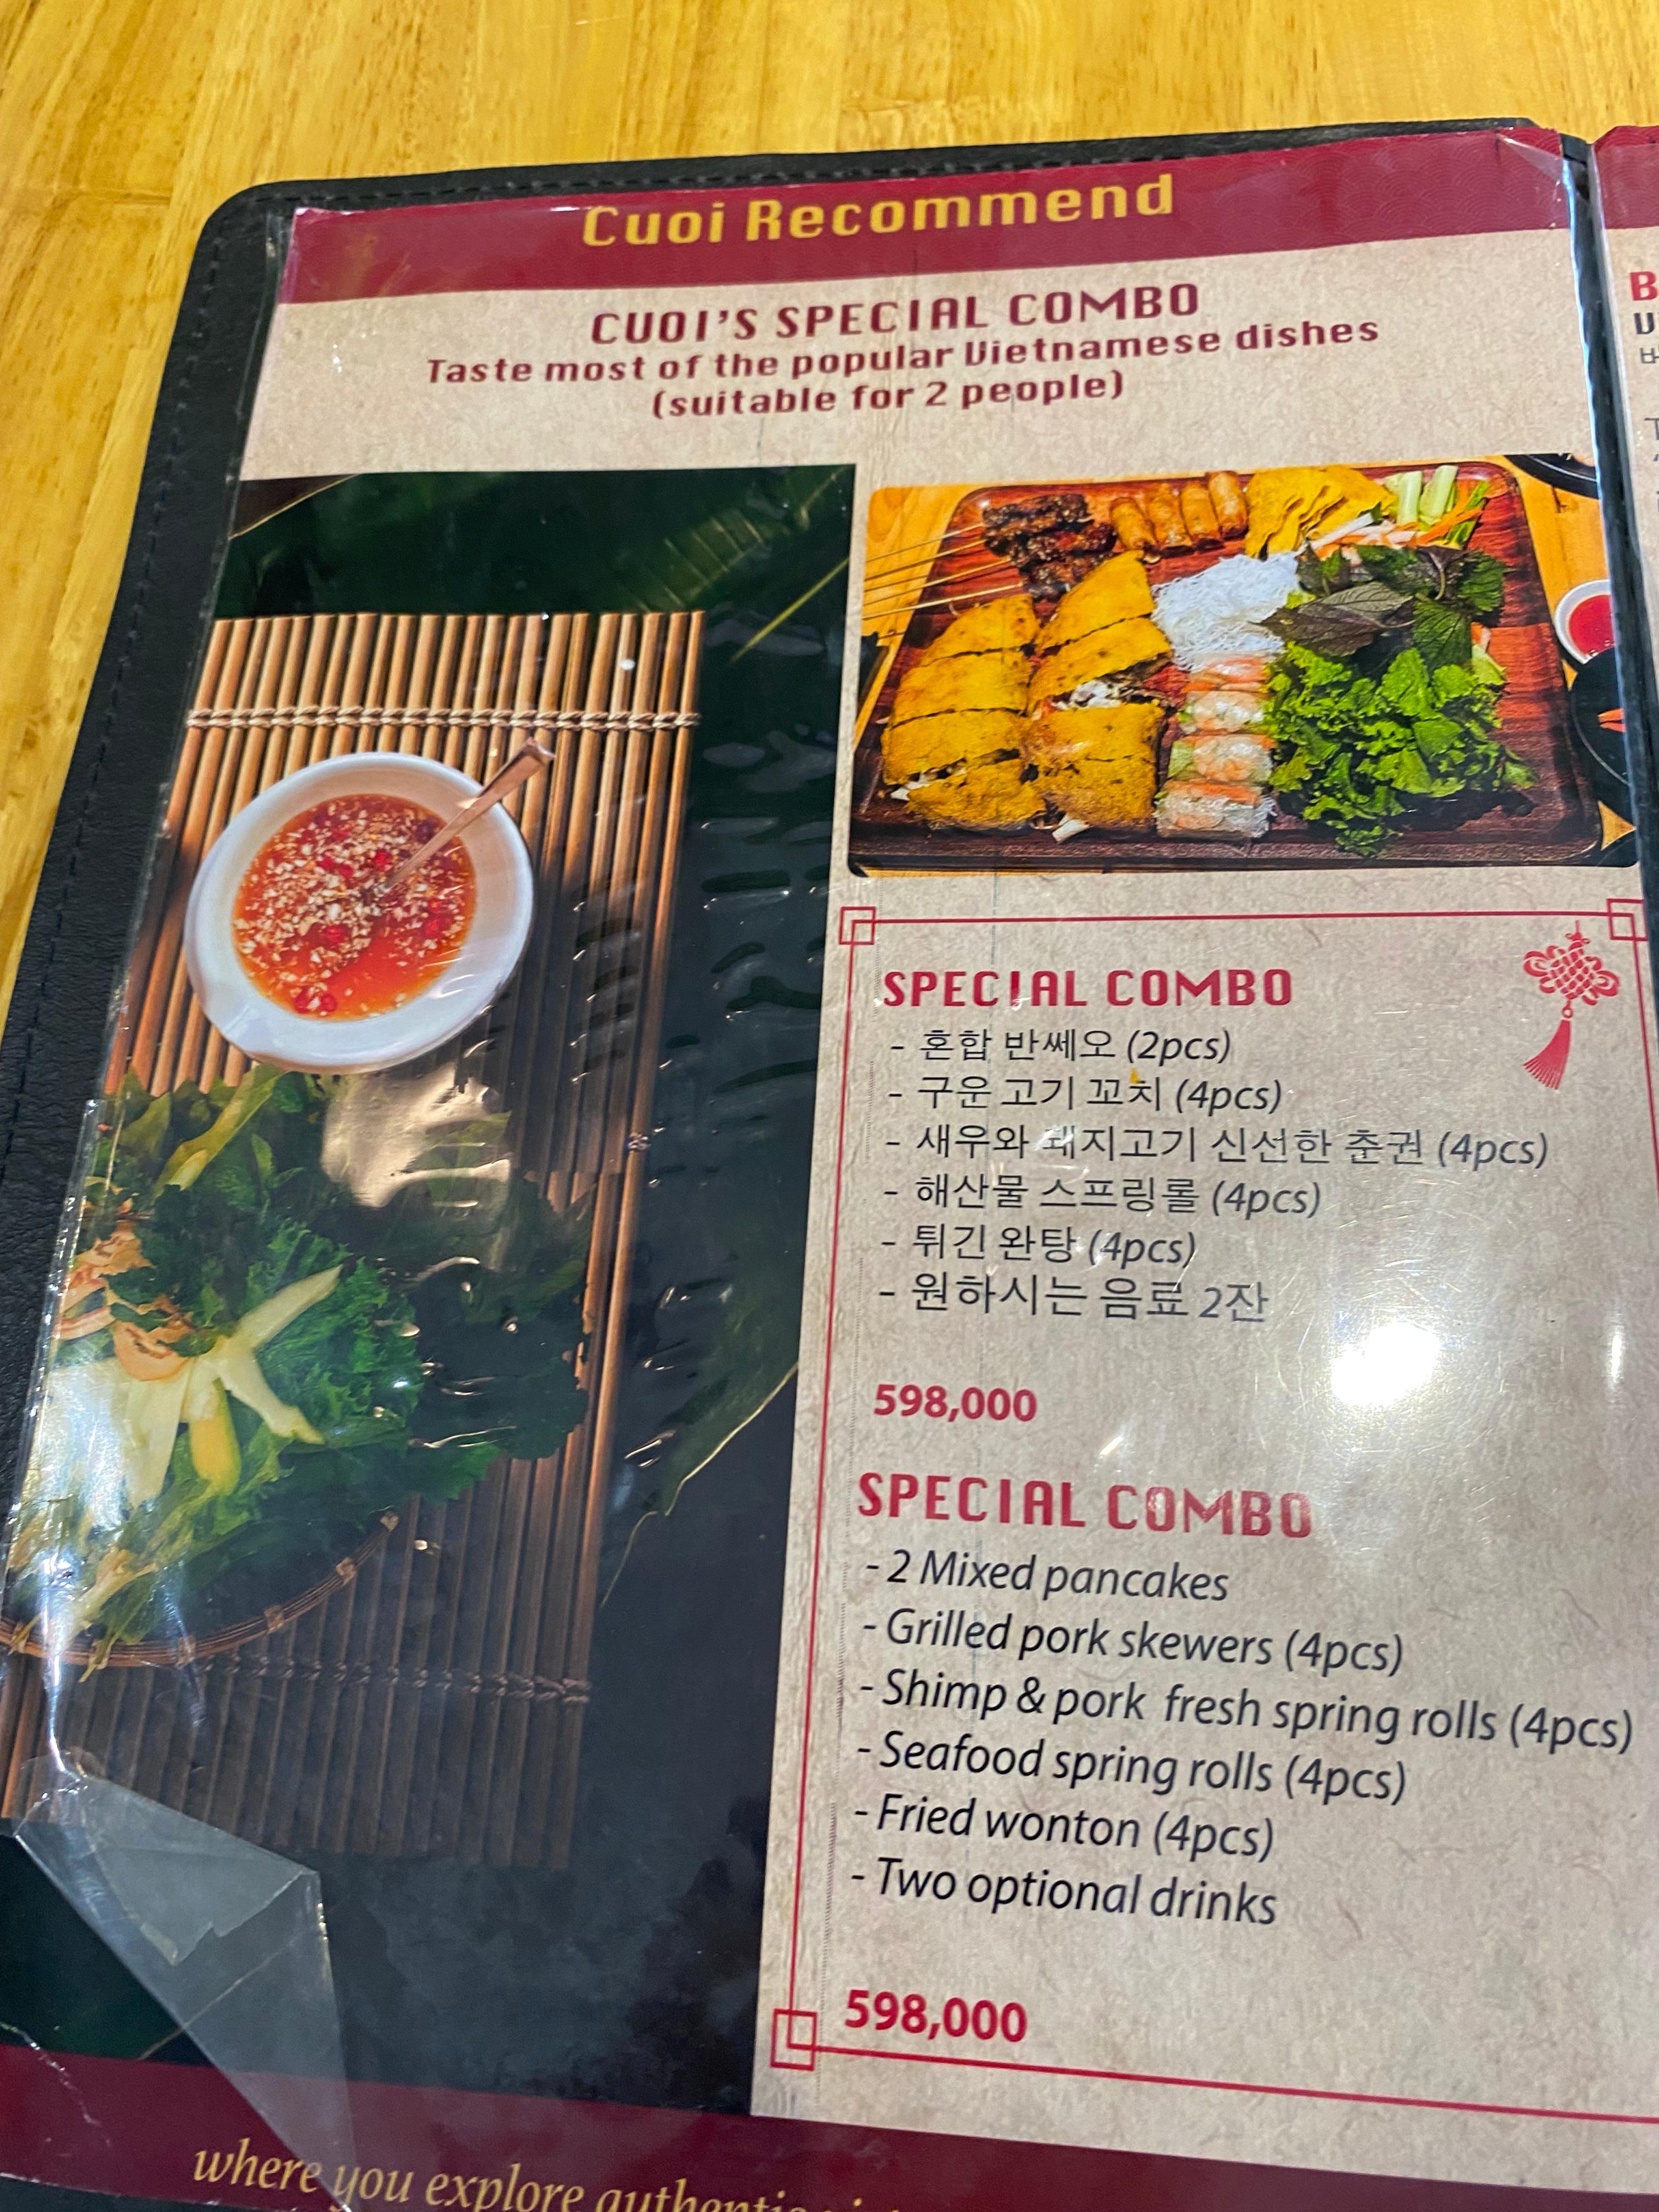 Cuoi Recommend
CUOI'S SPECIAL COMBO
Taste most of the popular Vietnamese dishes
(suitable for 2 people)
SPECIAL COMBO
- 혼합 반쎄오 (2pcs)
- 구운 고기 꼬치 (4pcs)
- 새우와 돼지고기 신선한 춘권 (4pcs)
- 해산물 스프링롤 (4pcs)
- 튀긴 완탕 (4pcs)
- 원하시는 음료 2잔
598,000
SPECIAL COMBO
- 2 Mixed pancakes
- Grilled pork skewers (4pcs)
- Shimp & pork fresh spring rolls (4pcs)
- Seafood spring rolls (4pcs)
- Fried wonton (4pcs)
- Two optional drinks
598,000
where you explore authentic